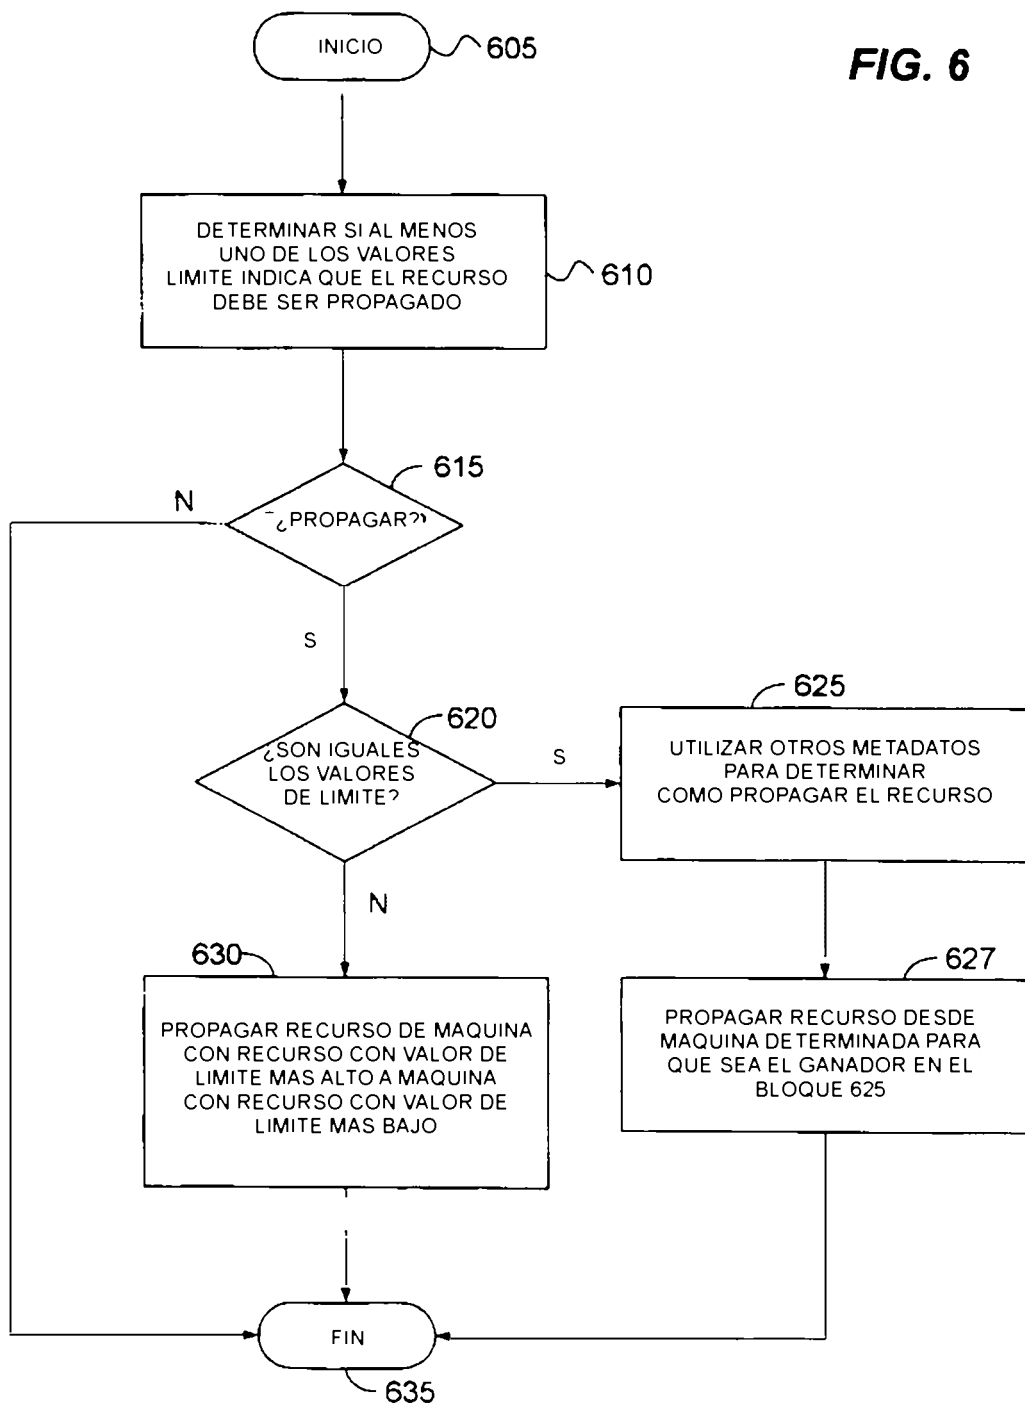 INICIO
605
FIG. 6
DETERMINAR SI AL MENOS
UNO DE LOS VALORES
LIMITE INDICA QUE EL RECURSO
DEBE SER PROPAGADO
610
615
N
¿PROPAGAR?
S
620
¿SON IGUALES
LOS VALORES
DE LIMITE?
S
625
UTILIZAR OTROS METADATOS
PARA DETERMINAR
COMO PROPAGAR EL RECURSO
N
630
PROPAGAR RECURSO DE MAQUINA
CON RECURSO CON VALOR DE
LIMITE MAS ALTO A MAQUINA
CON RECURSO CON VALOR DE
LIMITE MAS BAJO
627
PROPAGAR RECURSO DESDE
MAQUINA DETERMINADA PARA
QUE SEA EL GANADOR EN EL
BLOQUE 625
FIN
635